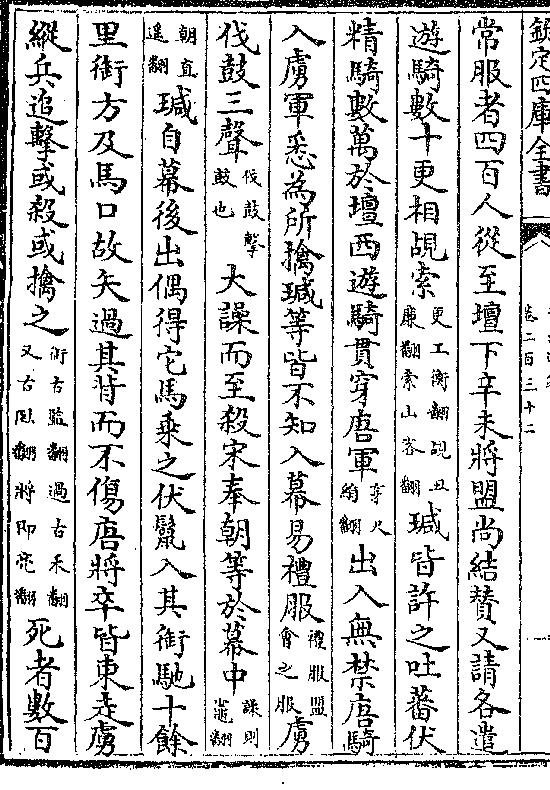 欽定四庫全書
卷二百三十二
常服者四百人從至壇下辛未將盟尚結贊又請各遣
遊騎數十更相覘索更工衡翻覘丑廉翻索山客翻瑊皆許之吐蕃伏
精騎數萬於壇西遊騎貫穿唐軍穿尺絹翻出入無禁唐騎
入虜軍悉為所擒瑊等皆不知入幕易禮服禮服盟會之服虜
伐鼓三聲伐鼓擊鼓也大譟而至殺宋奉朝等於幕中譟則竈翻
朝直遙翻瑊自幕後出偶得它馬乘之伏鬣入其銜馳十餘
里銜方及馬口故矢過其背而不傷唐將卒皆東走虜
縱兵追擊或殺或擒之銜古監翻過古禾翻又古卧翻將即亮翻死者數百